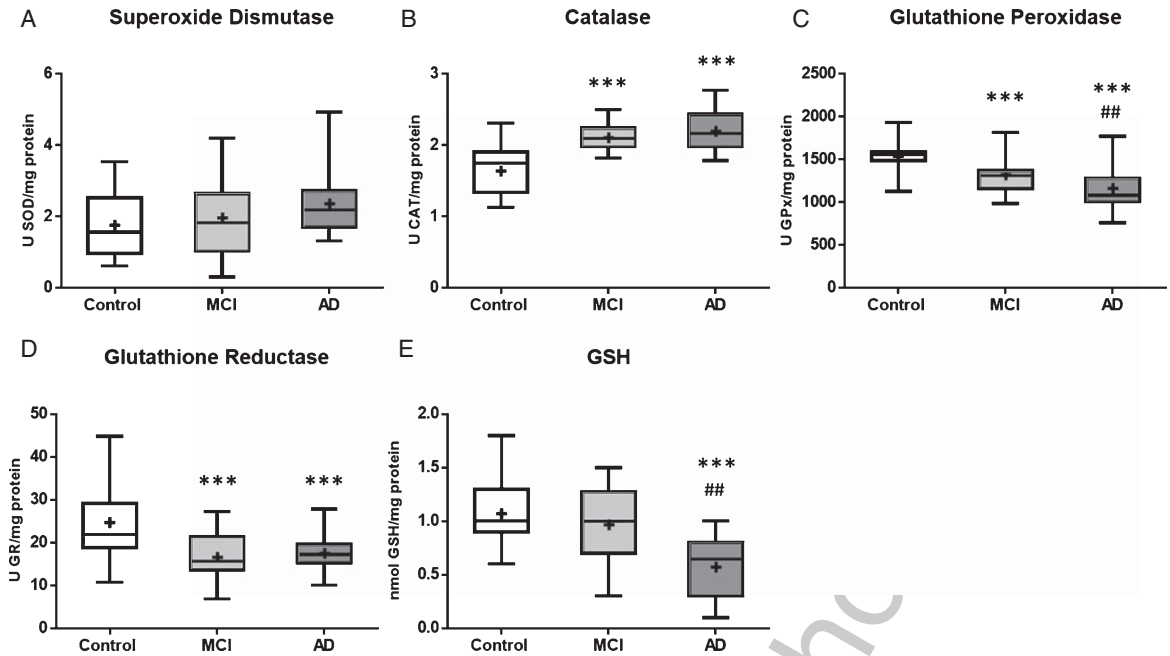 A Superoxide Dismutase
U SOD/mg protein
6
4
2
0
Control MCI AD
B Catalase
U CAT/mg protein
3
2
1
0
*** ***
Control MCI AD
C Glutathione Peroxidase
U GPx/mg protein
2500
2000
1500
1000
500
0
*** ***
##
Control MCI AD
D Glutathione Reductase
U GR/mg protein
50
40
30
20
10
0
*** ***
Control MCI AD
E GSH
nmol GSH/mg protein
2.0
1.5
1.0
0.5
0.0
***
##
Control MCI AD